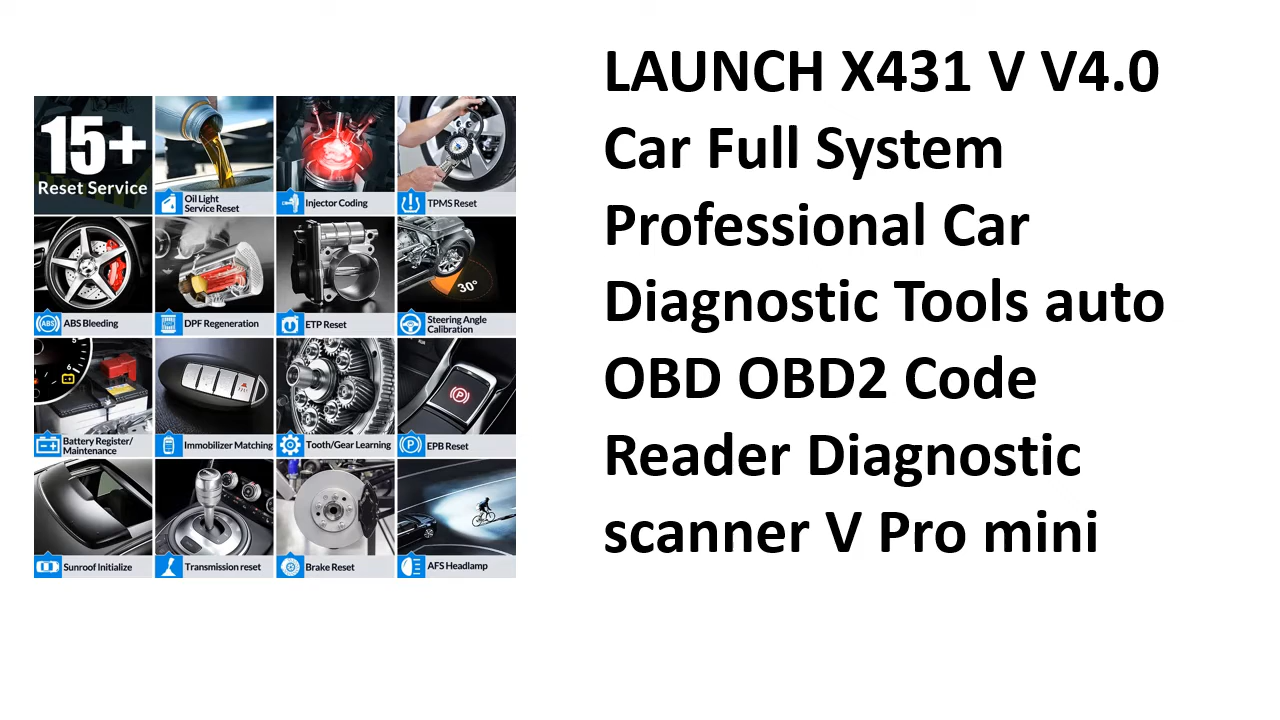 15+
Reset Service
Oil Light
Service Reset
Injector Coding
TPMS Reset
30°
ABS
ABS Bleeding
DPF Regeneration
ETP Reset
Steering Angle
Calibration
Battery Register/
Maintenance
Immobilizer Matching
Tooth/Gear Learning
P
P
EPB Reset
Sunroof Initialize
Transmission reset
Brake Reset
AFS Headlamp
LAUNCH X431 V V4.0
Car Full System
Professional Car
Diagnostic Tools auto
OBD OBD2 Code
Reader Diagnostic
scanner V Pro mini